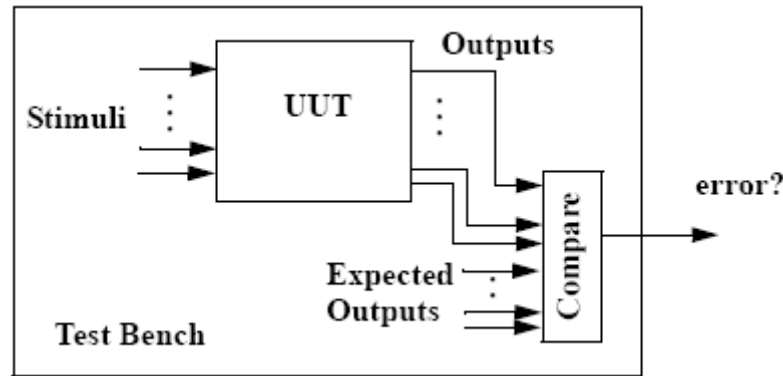 Outputs
UUT
Stimuli
error?
Compare
Expected
Outputs
Test Bench